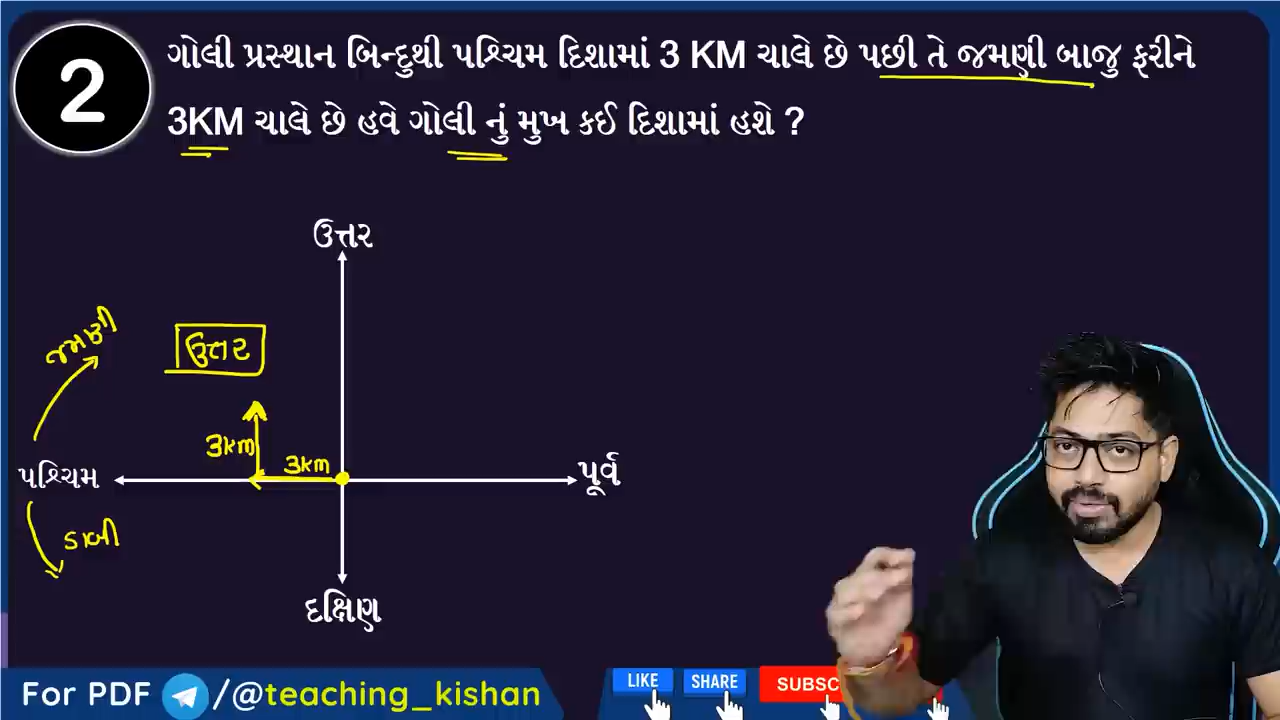 2
ગોલી પ્રસ્થાન બિન્દુથી પશ્ચિમ દિશામાં 3 KM ચાલે છે પછી તે જમણી બાજુ ફરીને
3KM ચાલે છે હવે ગોલી નું મુખ કઈ દિશામાં હશે ?
ઉત્તર
જમણી
ઉત્તર
3km
3km
પશ્ચિમ
પૂર્વ
ડાબી
દક્ષિણ
For PDF /@teaching_kishan
LIKE
SHARE
SUBSC